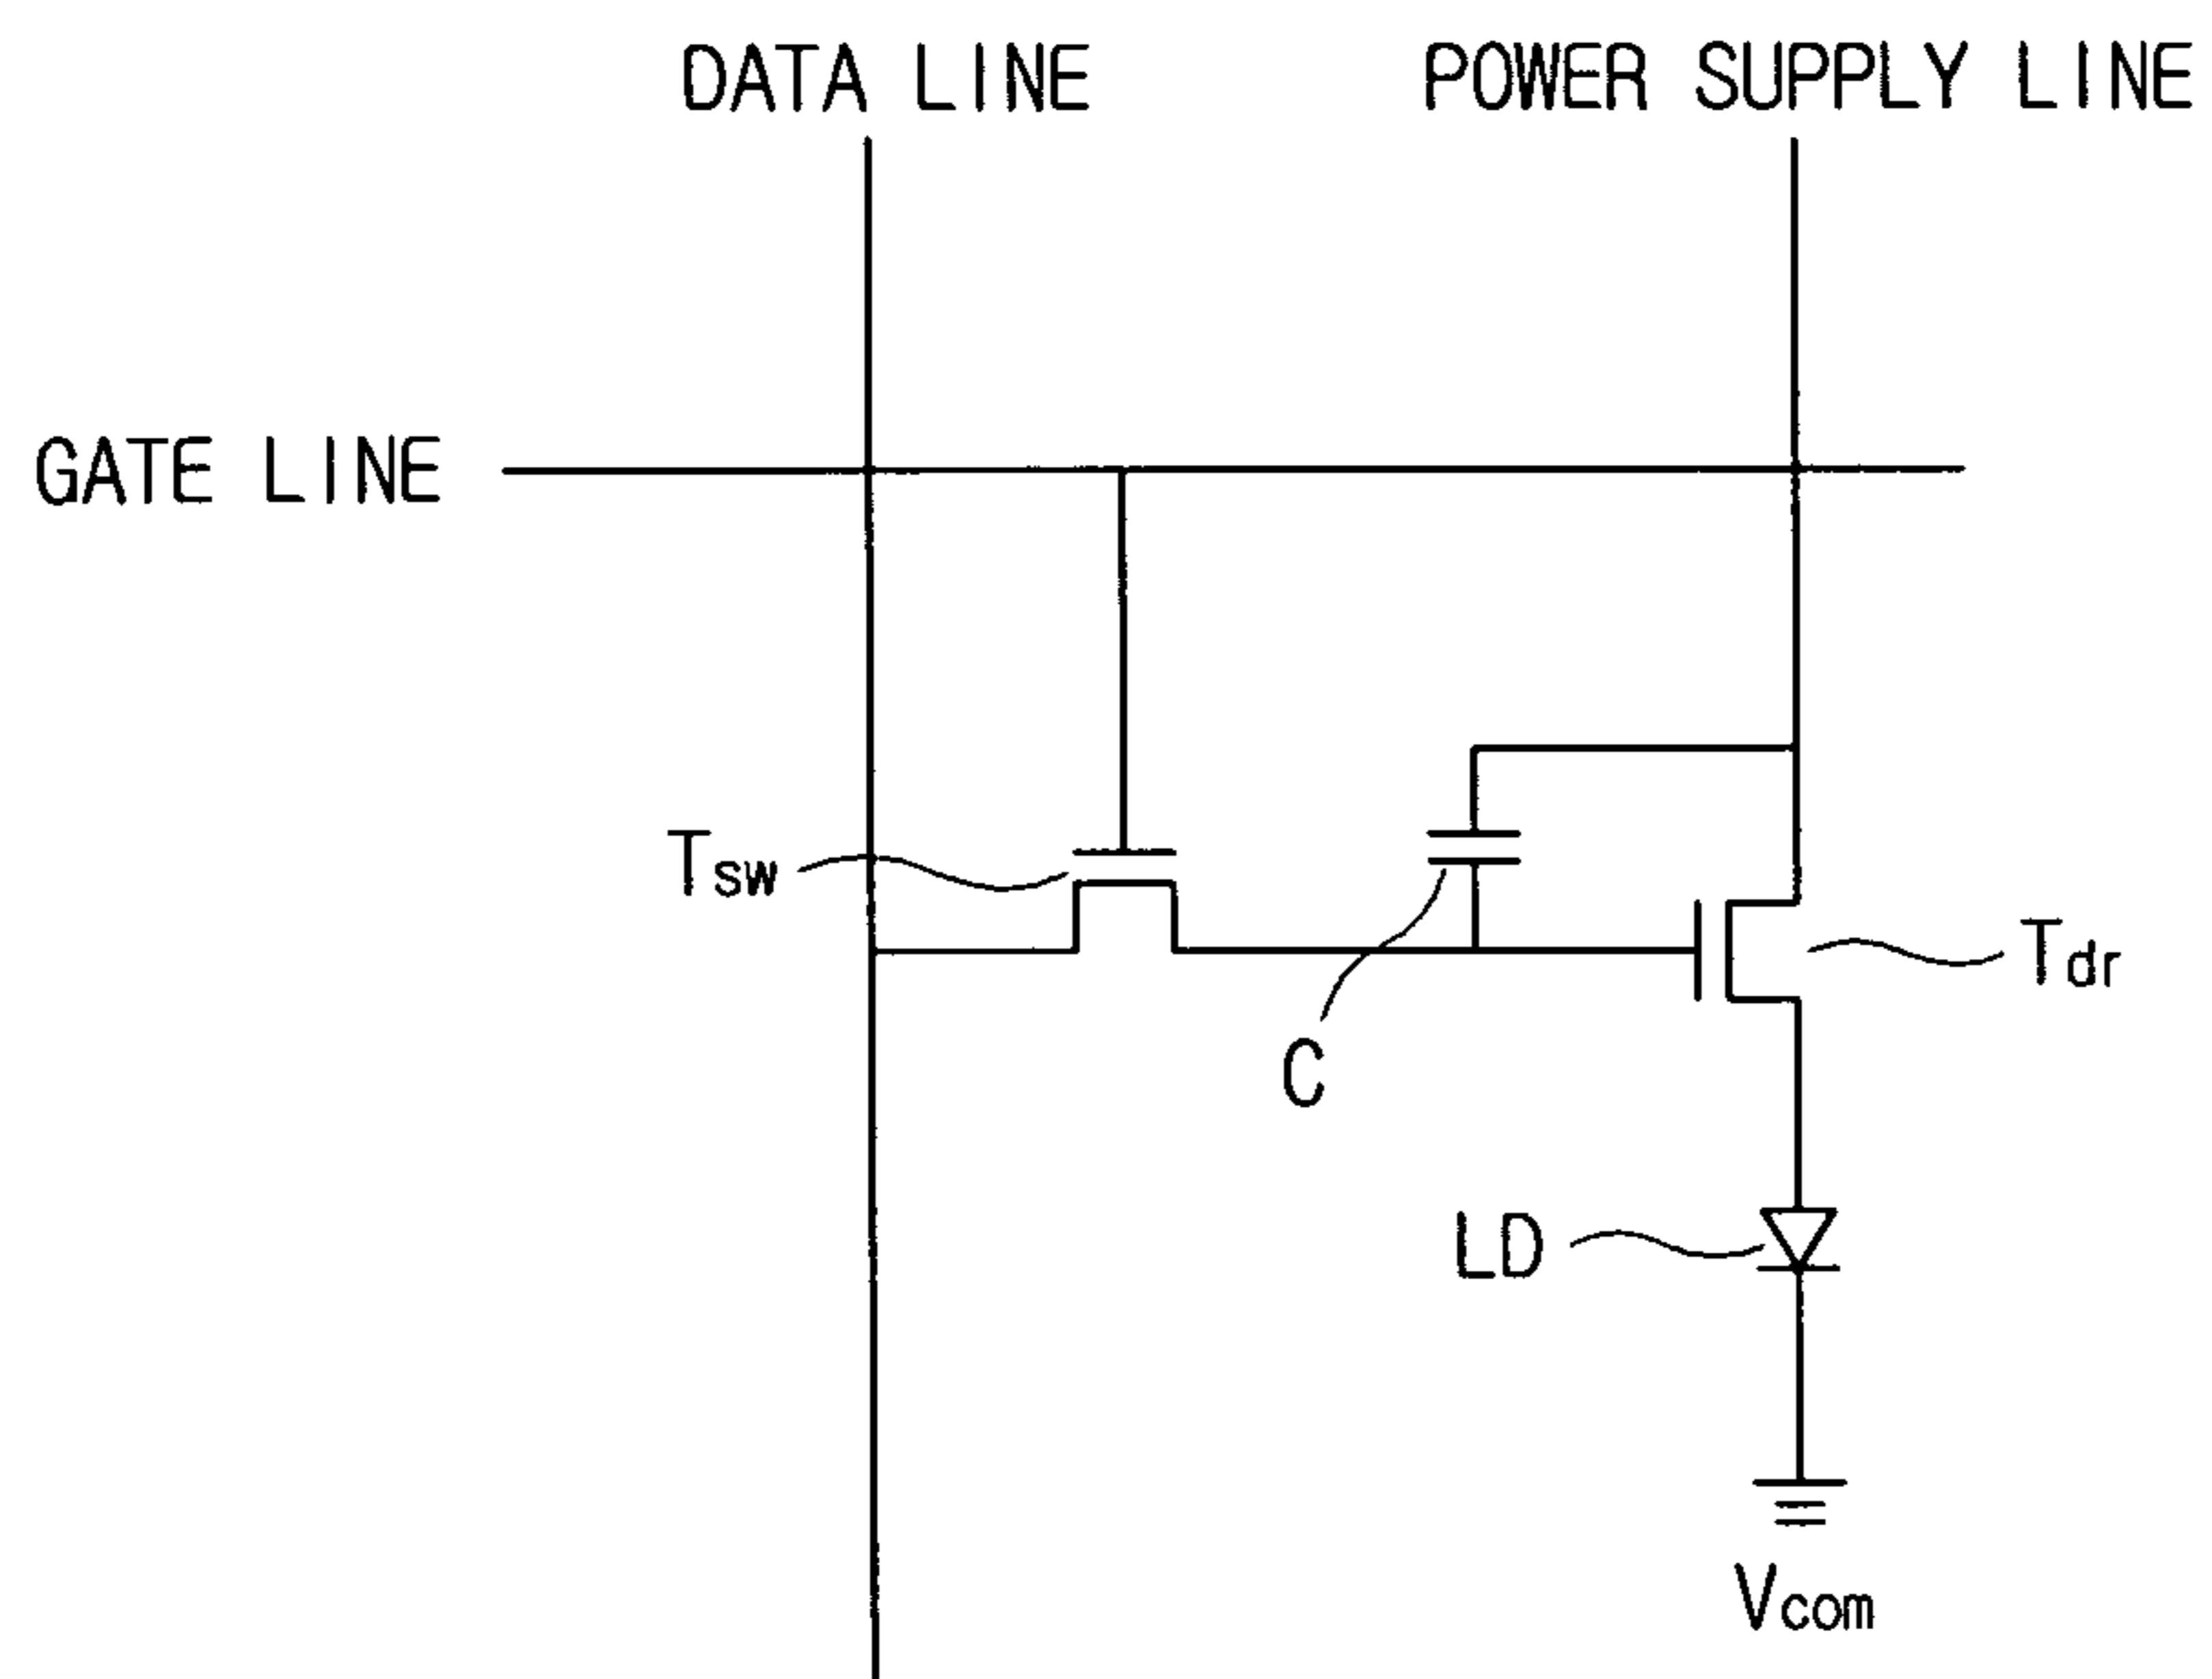 DATA LINE
POWER SUPPLY LINE
GATE LINE
Tsw
Tdr
C
LD
Vcom